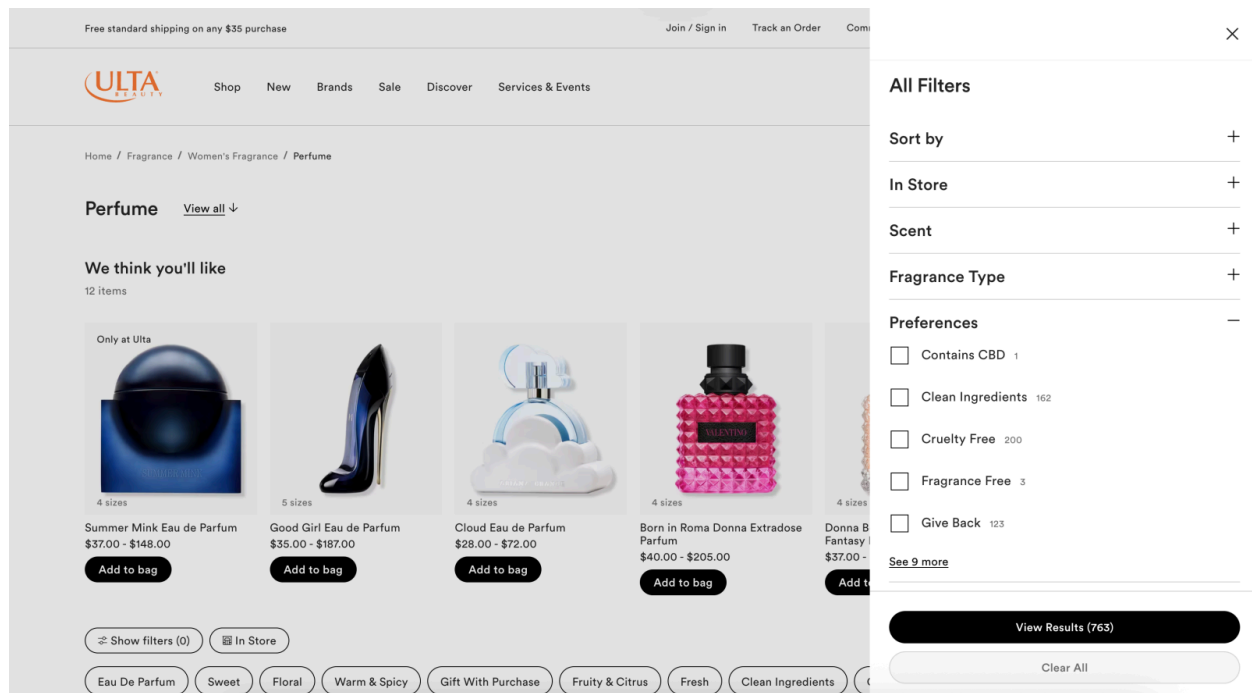 Free standard shipping on any $35 purchase
Join / Sign in
Track an Order
ULTA
BEAUTY
Shop
New
Brands
Sale
Discover
Services & Events
Home / Fragrance / Women's Fragrance / Perfume
Perfume
View all
We think you'll like
12 items
Only at Ulta
4 sizes
Summer Mink Eau de Parfum
$37.00 - $148.00
Add to bag
5 sizes
Good Girl Eau de Parfum
$35.00 - $187.00
Add to bag
4 sizes
Cloud Eau de Parfum
$28.00 - $72.00
Add to bag
VALENTINO
4 sizes
Born in Roma Donna Extradose
Parfum
$40.00 - $205.00
Add to bag
4 sizes
Donna B
Fantasy
$37.00 -
Add t
Show filters (0)
In Store
Eau De Parfum
Sweet
Floral
Warm & Spicy
Gift With Purchase
Fruity & Citrus
Fresh
Clean Ingredients
All Filters
Sort by
In Store
Scent
Fragrance Type
Preferences
Contains CBD 1
Clean Ingredients 162
Cruelty Free 200
Fragrance Free 3
Give Back 123
See 9 more
View Results (763)
Clear All